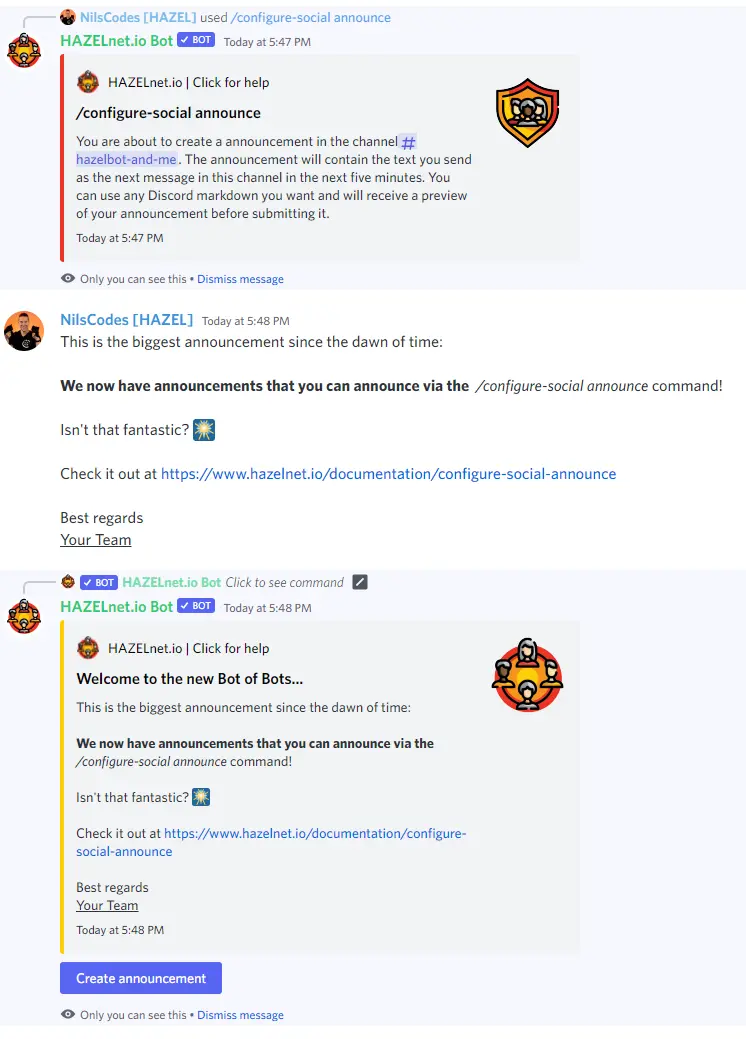 NilsCodes [HAZEL] used /configure-social announce
HAZELnet.io Bot ✓ BOT Today at 5:47 PM
HAZELnet.io | Click for help
/configure-social announce
You are about to create a announcement in the channel #
hazelbot-and-me. The announcement will contain the text you send
as the next message in this channel in the next five minutes. You
can use any Discord markdown you want and will receive a preview
of your announcement before submitting it.
Today at 5:47 PM
Only you can see this • Dismiss message
NilsCodes [HAZEL] Today at 5:48 PM
This is the biggest announcement since the dawn of time:
We now have announcements that you can announce via the /configure-social announce command!
Isn't that fantastic?
Check it out at https://www.hazelnet.io/documentation/configure-social-announce
Best regards
Your Team
✓ BOT HAZELnet.io Bot Click to see command
HAZELnet.io Bot ✓ BOT Today at 5:48 PM
HAZELnet.io | Click for help
Welcome to the new Bot of Bots...
This is the biggest announcement since the dawn of time:
We now have announcements that you can announce via the
/configure-social announce command!
Isn't that fantastic?
Check it out at https://www.hazelnet.io/documentation/configure-
social-announce
Best regards
Your Team
Today at 5:48 PM
Create announcement
Only you can see this • Dismiss message